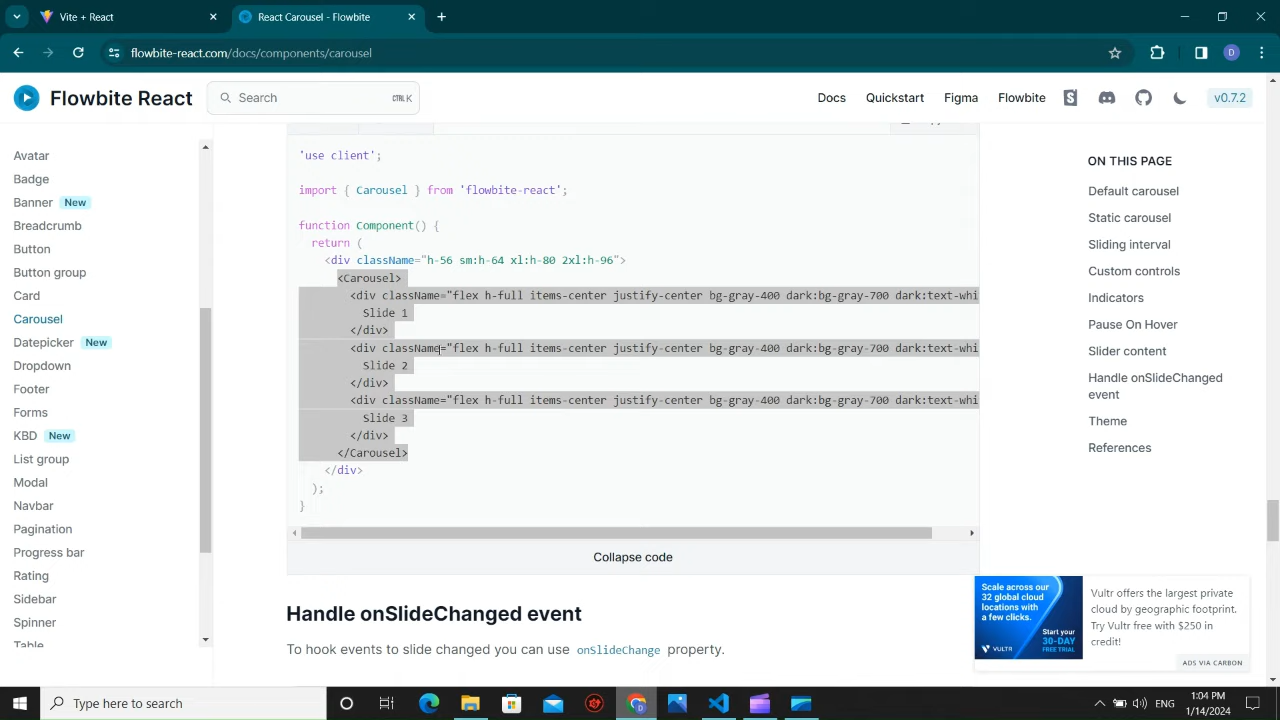 Vite + React
React Carousel - Flowbite
flowbite-react.com/docs/components/carousel
D
Flowbite React
Search
CTRL K
Docs
Quickstart
Figma
Flowbite
v0.7.2
Avatar
Badge
Banner New
Breadcrumb
Button
Button group
Card
Carousel
Datepicker New
Dropdown
Footer
Forms
KBD New
List group
Modal
Navbar
Pagination
Progress bar
Rating
Sidebar
Spinner
Table
'use client';
import { Carousel } from 'flowbite-react';
function Component() {
return (
<div className="h-56 sm:h-64 xl:h-80 2xl:h-96">
<Carousel>
<div className="flex h-full items-center justify-center bg-gray-400 dark:bg-gray-700 dark:text-whi
Slide 1
</div>
<div className="flex h-full items-center justify-center bg-gray-400 dark:bg-gray-700 dark:text-whi
Slide 2
</div>
<div className="flex h-full items-center justify-center bg-gray-400 dark:bg-gray-700 dark:text-whi
Slide 3
</div>
</Carousel>
</div>
);
}
Collapse code
Handle onSlideChanged event
To hook events to slide changed you can use onSlideChange property.
ON THIS PAGE
Default carousel
Static carousel
Sliding interval
Custom controls
Indicators
Pause On Hover
Slider content
Handle onSlideChanged
event
Theme
References
Scale across our
32 global cloud
locations with
a few clicks.
Start your
30-DAY
FREE TRIAL
VULTR
Vultr offers the largest private
cloud by geographic footprint.
Try Vultr free with $250 in
credit!
ADS VIA CARBON
Type here to search
ENG
1:04 PM
1/14/2024